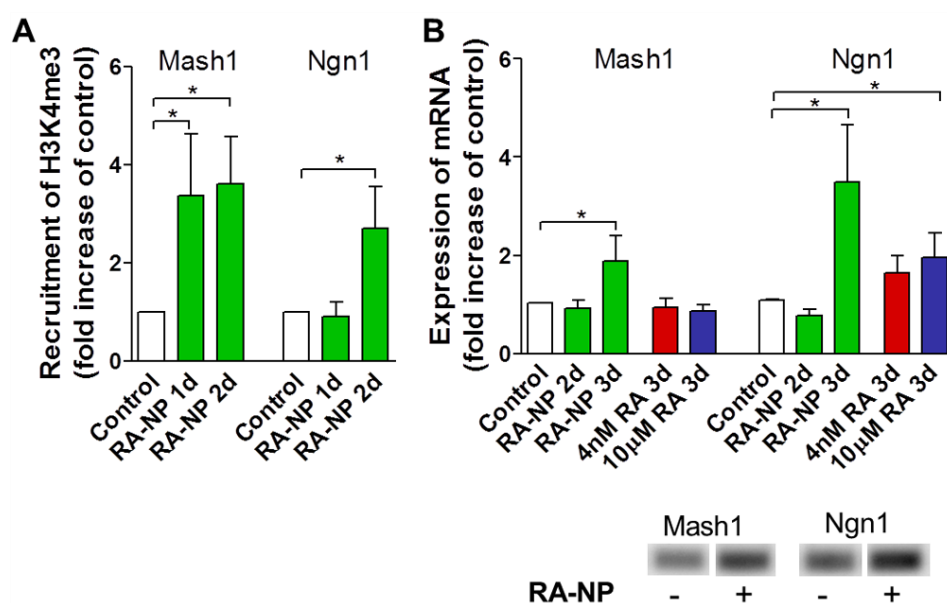 A
Recruitment of H3K4me3
(fold increase of control)
6
4
2
0
Mash1
Ngn1
*
*
*
Control
RA-NP 1d
RA-NP 2d
Control
RA-NP 1d
RA-NP 2d
B
Expression of mRNA
(fold increase of control)
6
4
2
0
Mash1
Ngn1
*
*
*
Control
RA-NP 2d
RA-NP 3d
4nM RA 3d
10µM RA 3d
Control
RA-NP 2d
RA-NP 3d
4nM RA 3d
10µM RA 3d
Mash1
Ngn1
RA-NP - + - +